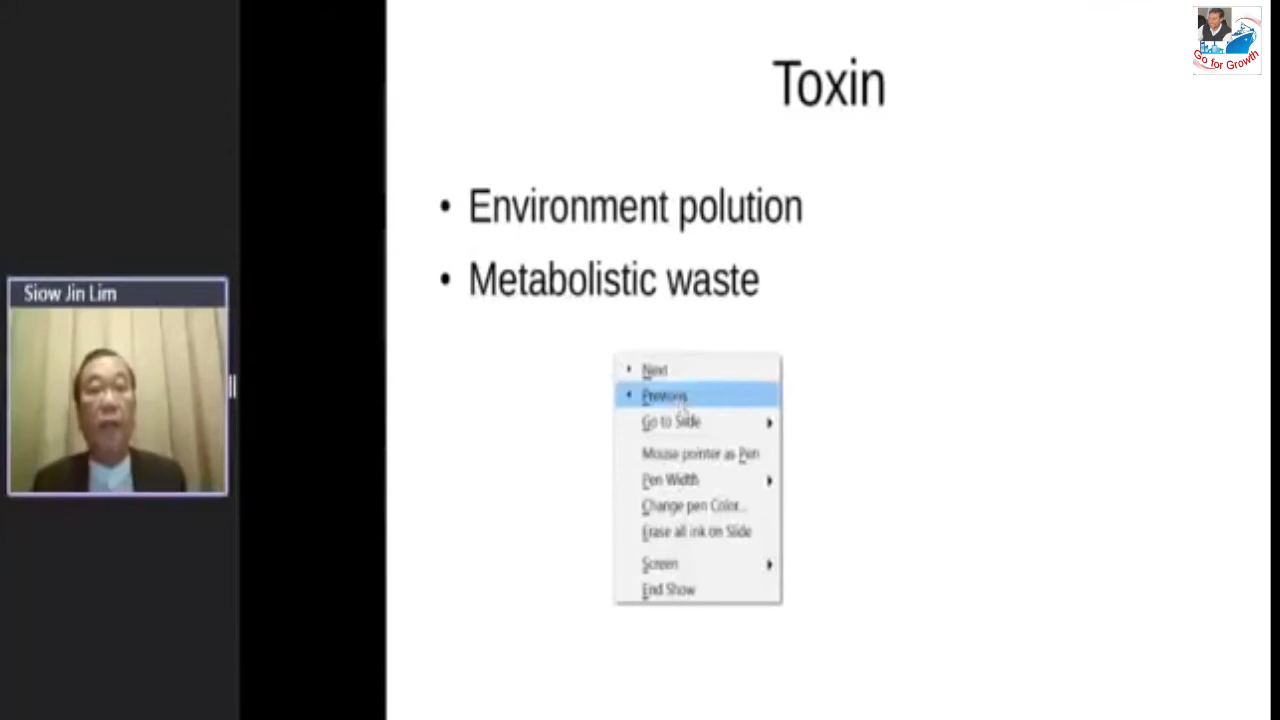 Go for Growth
Toxin
• Environment polution
• Metabolistic waste
Siow Jin Lim
Next
Previous
Go to Slide
Mouse pointer as Pen
Pen Width
Change pen Color...
Erase all ink on Slide
Screen
End Show